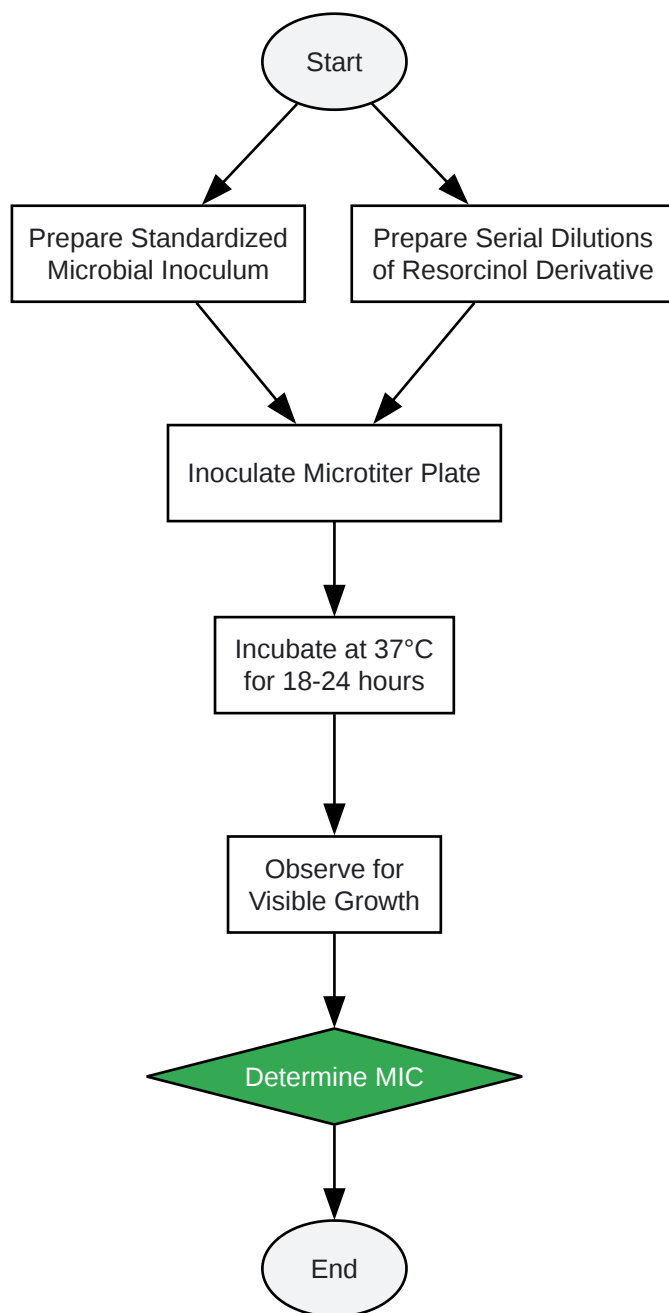 Start
Prepare Standardized
Microbial Inoculum
Prepare Serial Dilutions
of Resorcinol Derivative
Inoculate Microtiter Plate
Incubate at 37°C
for 18-24 hours
Observe for
Visible Growth
Determine MIC
End